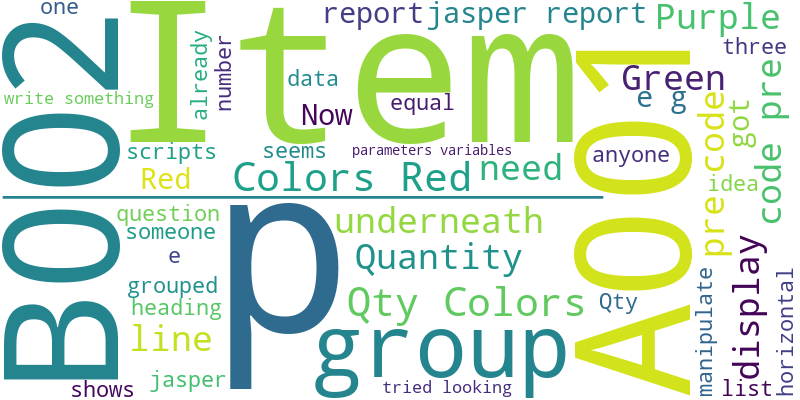 one
B002
Item
report
jasper report
Purple
already
number
three
write something
data
equal
Now
Green
e g
A001
code pre
scripts
seems
parameters variables
anyone
pre code
got
Red
Colors Red
need
idea
question
someone
e
p
underneath
Quantity
grouped
heading
Qty Colors
Qty
manipulate
display
horizontal
line
group
jasper
shows
tried looking
list